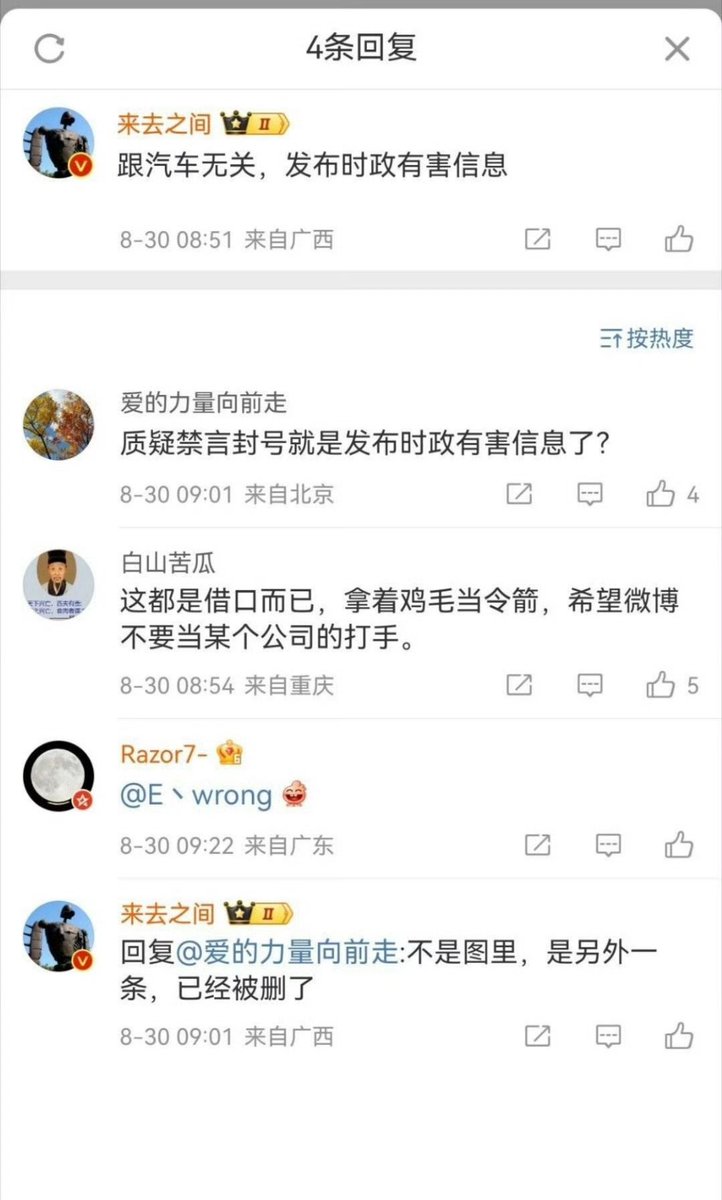 4条回复
来去之间 II
跟汽车无关，发布时政有害信息
8-30 08:51 来自广西
按热度
爱的力量向前走
质疑禁言封号就是发布时政有害信息了？
8-30 09:01 来自北京
4
白山苦瓜
这都是借口而已，拿着鸡毛当令箭，希望微博
不要当某个公司的打手。
8-30 08:54 来自重庆
5
Razor7-
@E丶wrong
8-30 09:22 来自广东
来去之间 II
回复@爱的力量向前走:不是图里，是另外一
条，已经被删了
8-30 09:01 来自广西